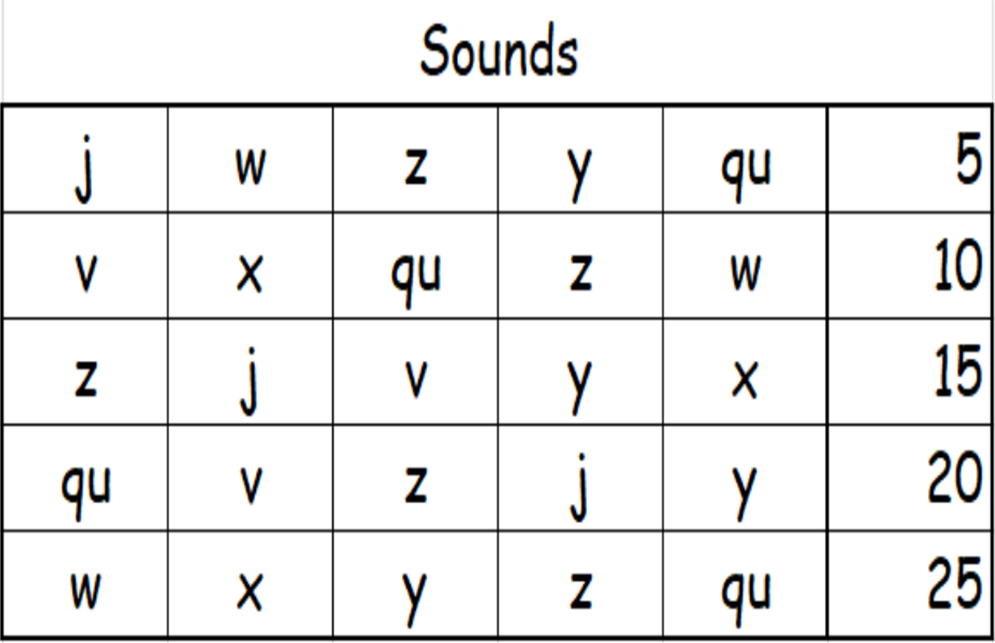 Sounds
j w z y qu 5
v x qu z w 10
z j v y x 15
qu v z j y 20
w x y z qu 25